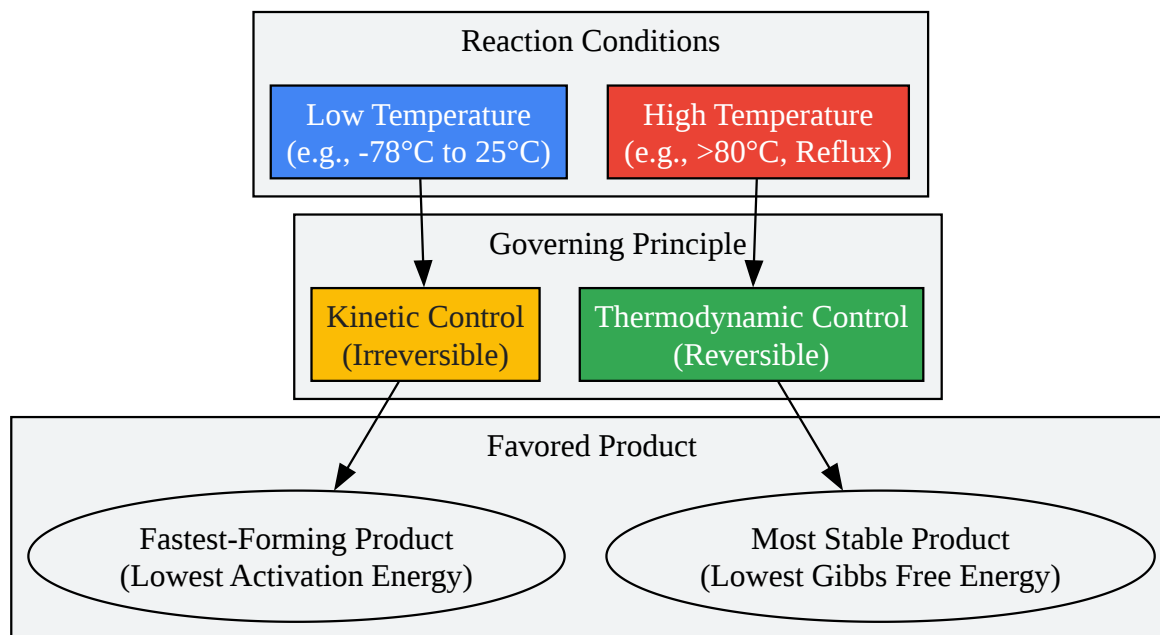 Reaction Conditions
Low Temperature
(e.g., -78°C to 25°C)
High Temperature
(e.g., >80°C, Reflux)
Governing Principle
Kinetic Control
(Irreversible)
Thermodynamic Control
(Reversible)
Favored Product
Fastest-Forming Product
(Lowest Activation Energy)
Most Stable Product
(Lowest Gibbs Free Energy)